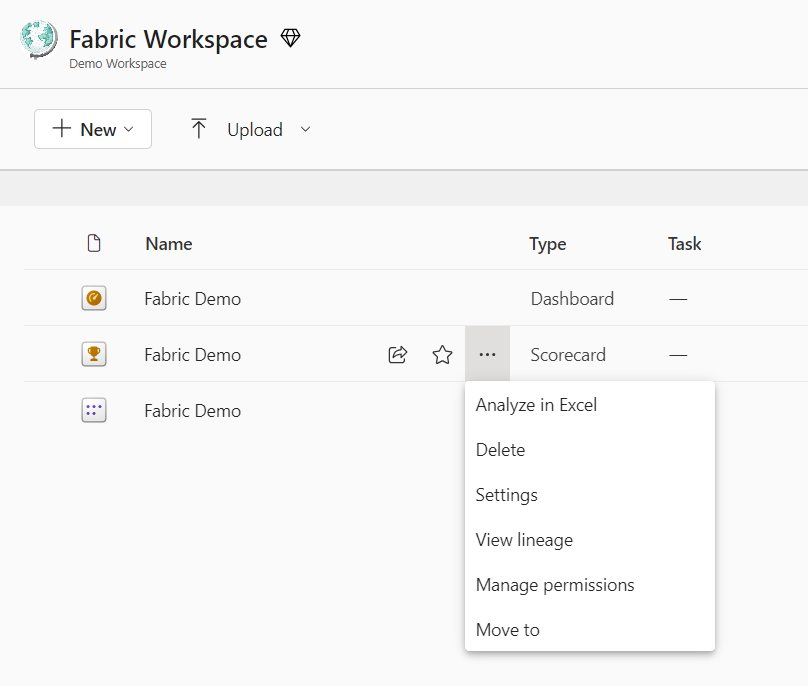 Fabric Workspace
Demo Workspace
New
Upload
Name Type Task
Fabric Demo Dashboard —
Fabric Demo ... Scorecard —
Fabric Demo
Analyze in Excel
Delete
Settings
View lineage
Manage permissions
Move to